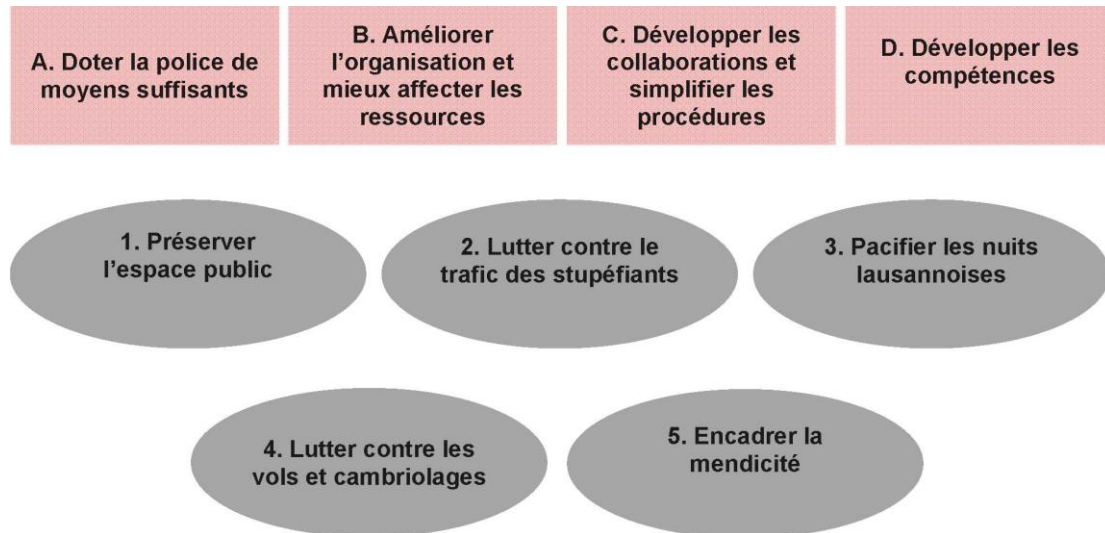 A. Doter la police de
moyens suffisants
B. Améliorer
l’organisation et
mieux affecter les
ressources
C. Développer les
collaborations et
simplifier les
procédures
D. Développer les
compétences
1. Préserver
l’espace public
2. Lutter contre le
trafic des stupéfiants
3. Pacifier les nuits
lausannoises
4. Lutter contre les
vols et cambriolages
5. Encadrer la
mendicité